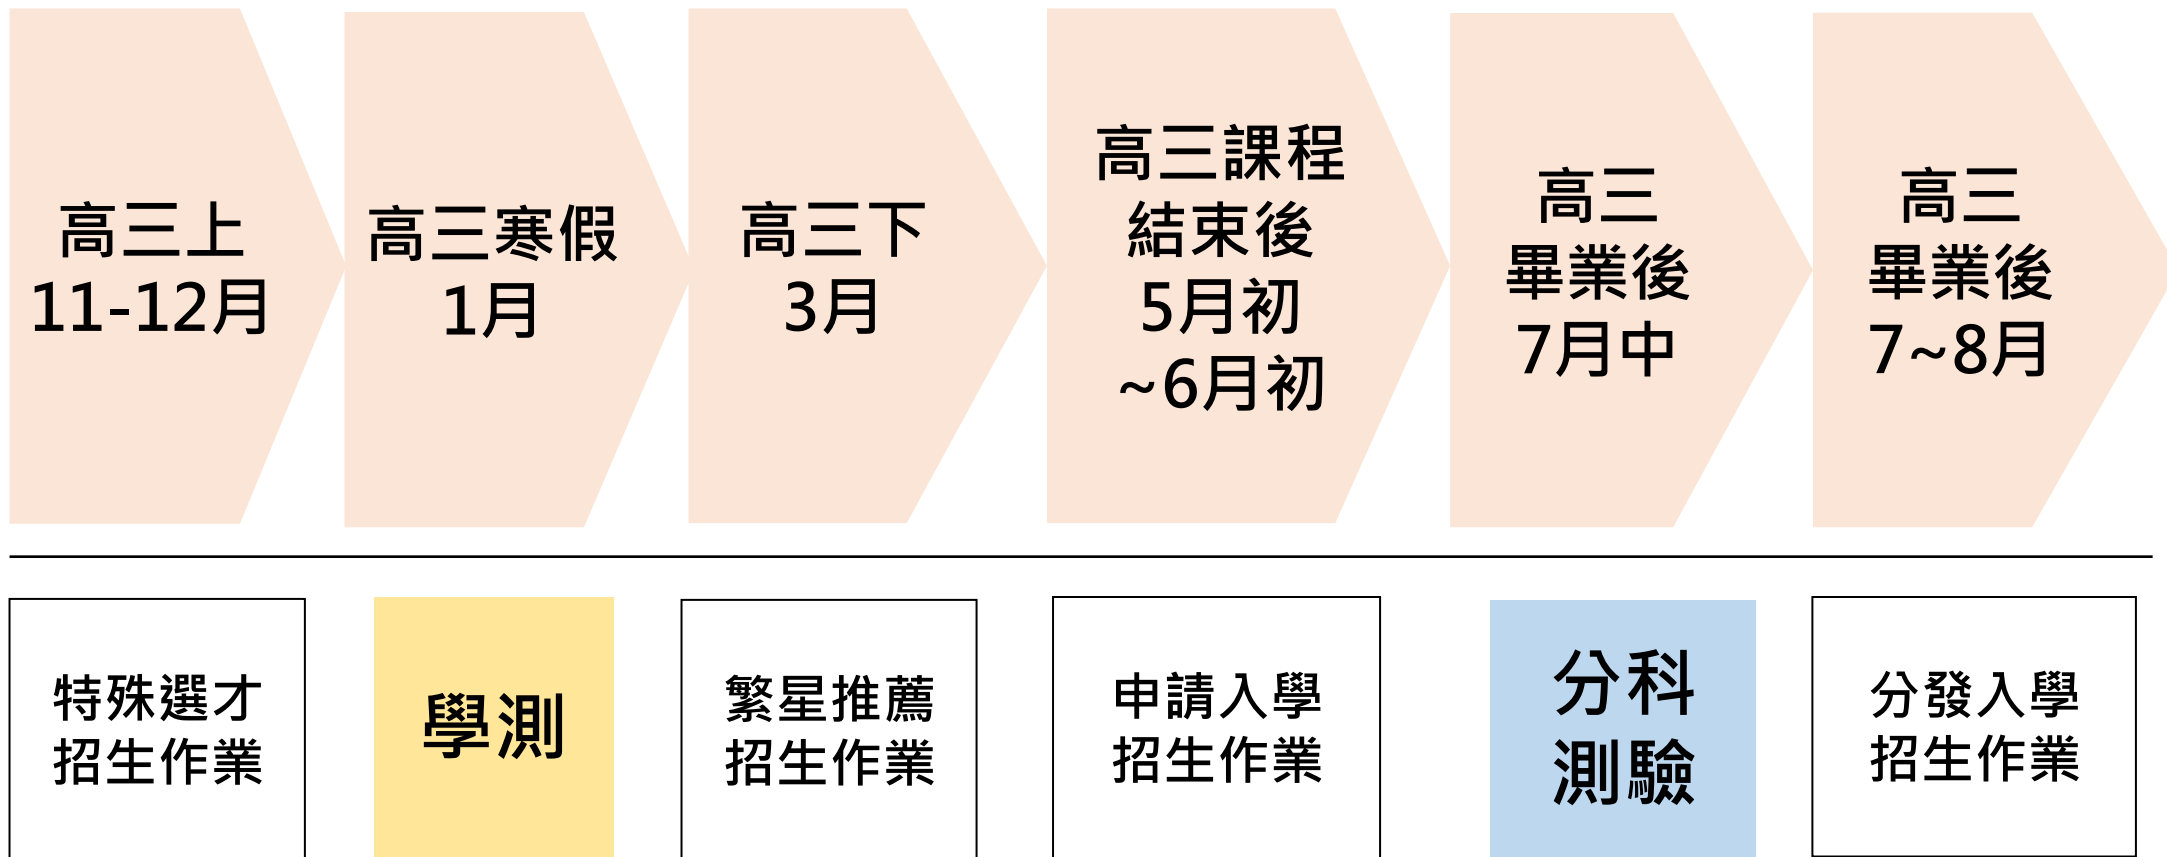 高三上
11-12月
高三寒假
1月
高三下
3月
高三課程
結束後
5月初
~6月初
高三
畢業後
7月中
高三
畢業後
7~8月
特殊選才
招生作業
學測
繁星推薦
招生作業
申請入學
招生作業
分科
測驗
分發入學
招生作業